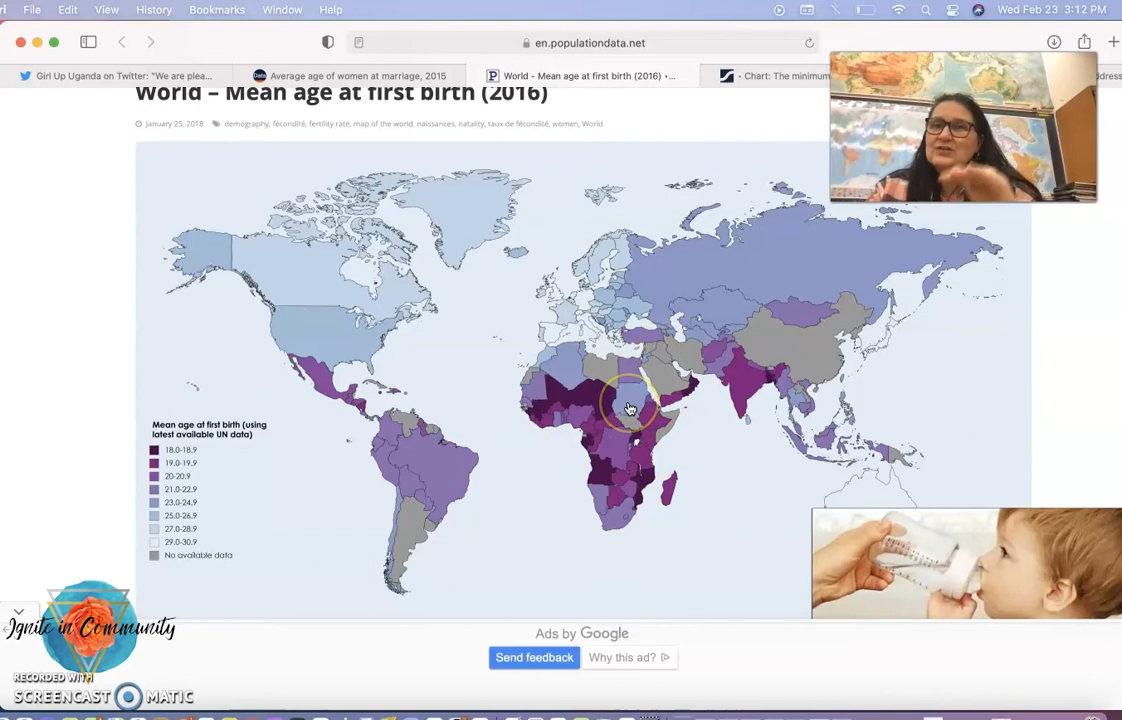 ri File Edit View History Bookmarks Window Help Wed Feb 23 3:12 PM
en.populationdata.net
Girl Up Uganda on Twitter: "We are plea... Average age of women at marriage, 2015 World - Mean age at first birth (2016) •... • Chart: The minimum address
World – Mean age at first birth (2016)
January 25, 2018 demography, fécondité, fertility rate, map of the world, naissances, natality, taux de fécondité, women, World
Mean age at first birth (using
latest available UN data)
18.0-18.9
19.0-19.9
20-20.9
21.0-22.9
23.0-24.9
25.0-26.9
27.0-28.9
29.0-30.9
No available data
Ignite in Community
Ads by Google
Send feedback Why this ad?
RECORDED WITH
SCREENCAST MATIC